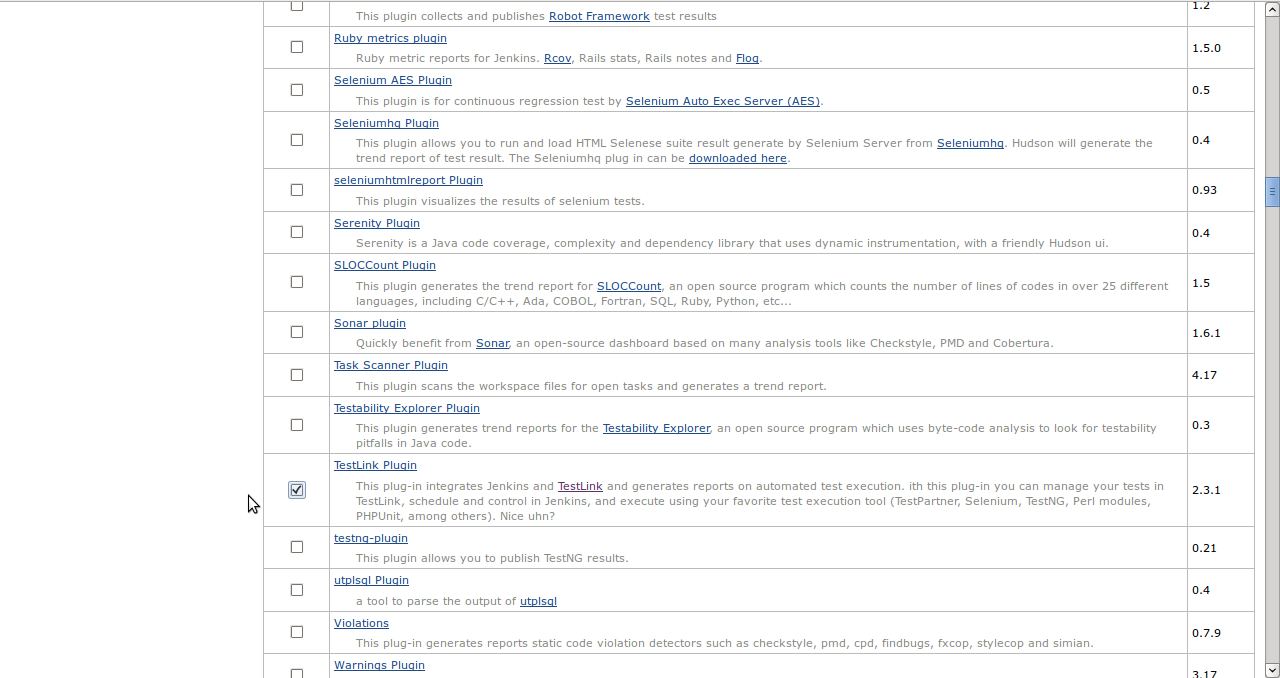 1.2
This plugin collects and publishes Robot Framework test results
Ruby metrics plugin
1.5.0
Ruby metric reports for Jenkins. Rcov, Rails stats, Rails notes and Flog.
Selenium AES Plugin
0.5
This plugin is for continuous regression test by Selenium Auto Exec Server (AES).
Seleniumhq Plugin
This plugin allows you to run and load HTML Selenese suite result generate by Selenium Server from Seleniumhq. Hudson will generate the
0.4
trend report of test result. The Seleniumhq plug in can be downloaded here.
seleniumhtmlreport Plugin
0.93
This plugin visualizes the results of selenium tests.
Serenity Plugin
0.4
Serenity is a Java code coverage, complexity and dependency library that uses dynamic instrumentation, with a friendly Hudson ui.
SLOCCount Plugin
This plugin generates the trend report for SLOCCount, an open source program which counts the number of lines of codes in over 25 different
1.5
languages, including C/C++, Ada, COBOL, Fortran, SQL, Ruby, Python, etc...
Sonar plugin
1.6.1
Quickly benefit from Sonar, an open-source dashboard based on many analysis tools like Checkstyle, PMD and Cobertura.
Task Scanner Plugin
4.17
This plugin scans the workspace files for open tasks and generates a trend report.
Testability Explorer Plugin
This plugin generates trend reports for the Testability Explorer, an open source program which uses byte-code analysis to look for testability
0.3
pitfalls in Java code.
TestLink Plugin
This plug-in integrates Jenkins and TestLink and generates reports on automated test execution. ith this plug-in you can manage your tests in
2.3.1
TestLink, schedule and control in Jenkins, and execute using your favorite test execution tool (TestPartner, Selenium, TestNG, Perl modules,
PHPUnit, among others). Nice uhn?
testng-plugin
0.21
This plugin allows you to publish TestNG results.
utplsql Plugin
0.4
a tool to parse the output of utplsql
Violations
0.7.9
This plug-in generates reports static code violation detectors such as checkstyle, pmd, cpd, findbugs, fxcop, stylecop and simian.
Warnings Plugin
3.17